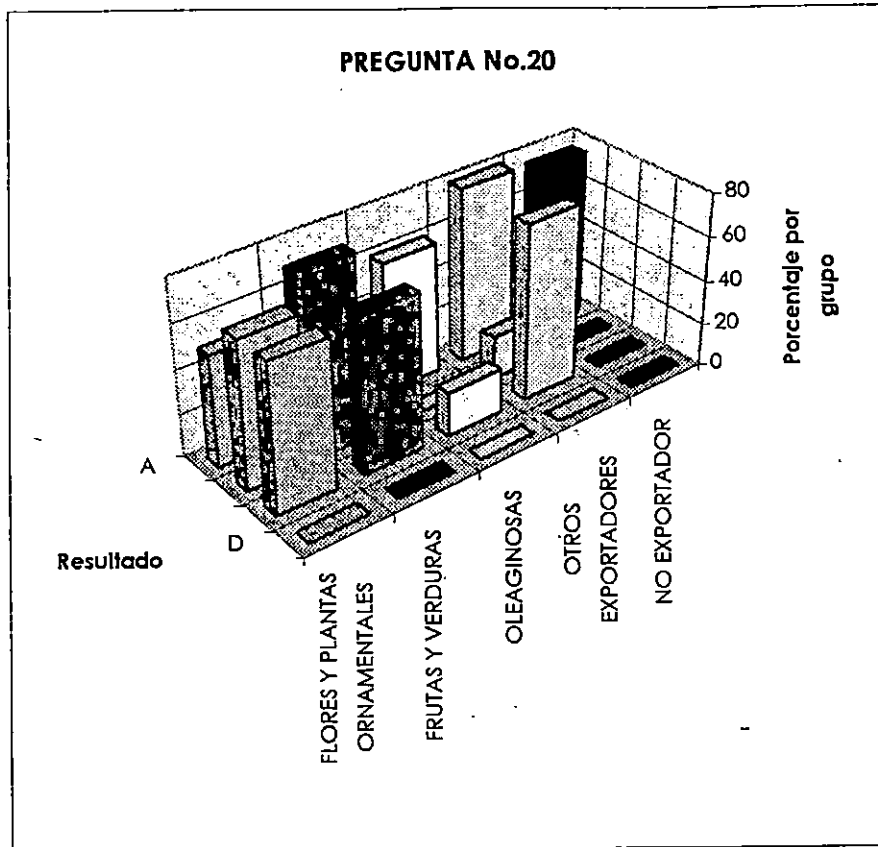 PREGUNTA No.20
80
60
40
20
0
Porcentaje por
grupo
A
D
Resultado
FLORES Y PLANTAS
ORNAMENTALES
FRUTAS Y VERDURAS
OLEAGINOSAS
OTROS
EXPORTADORES
NO EXPORTADOR